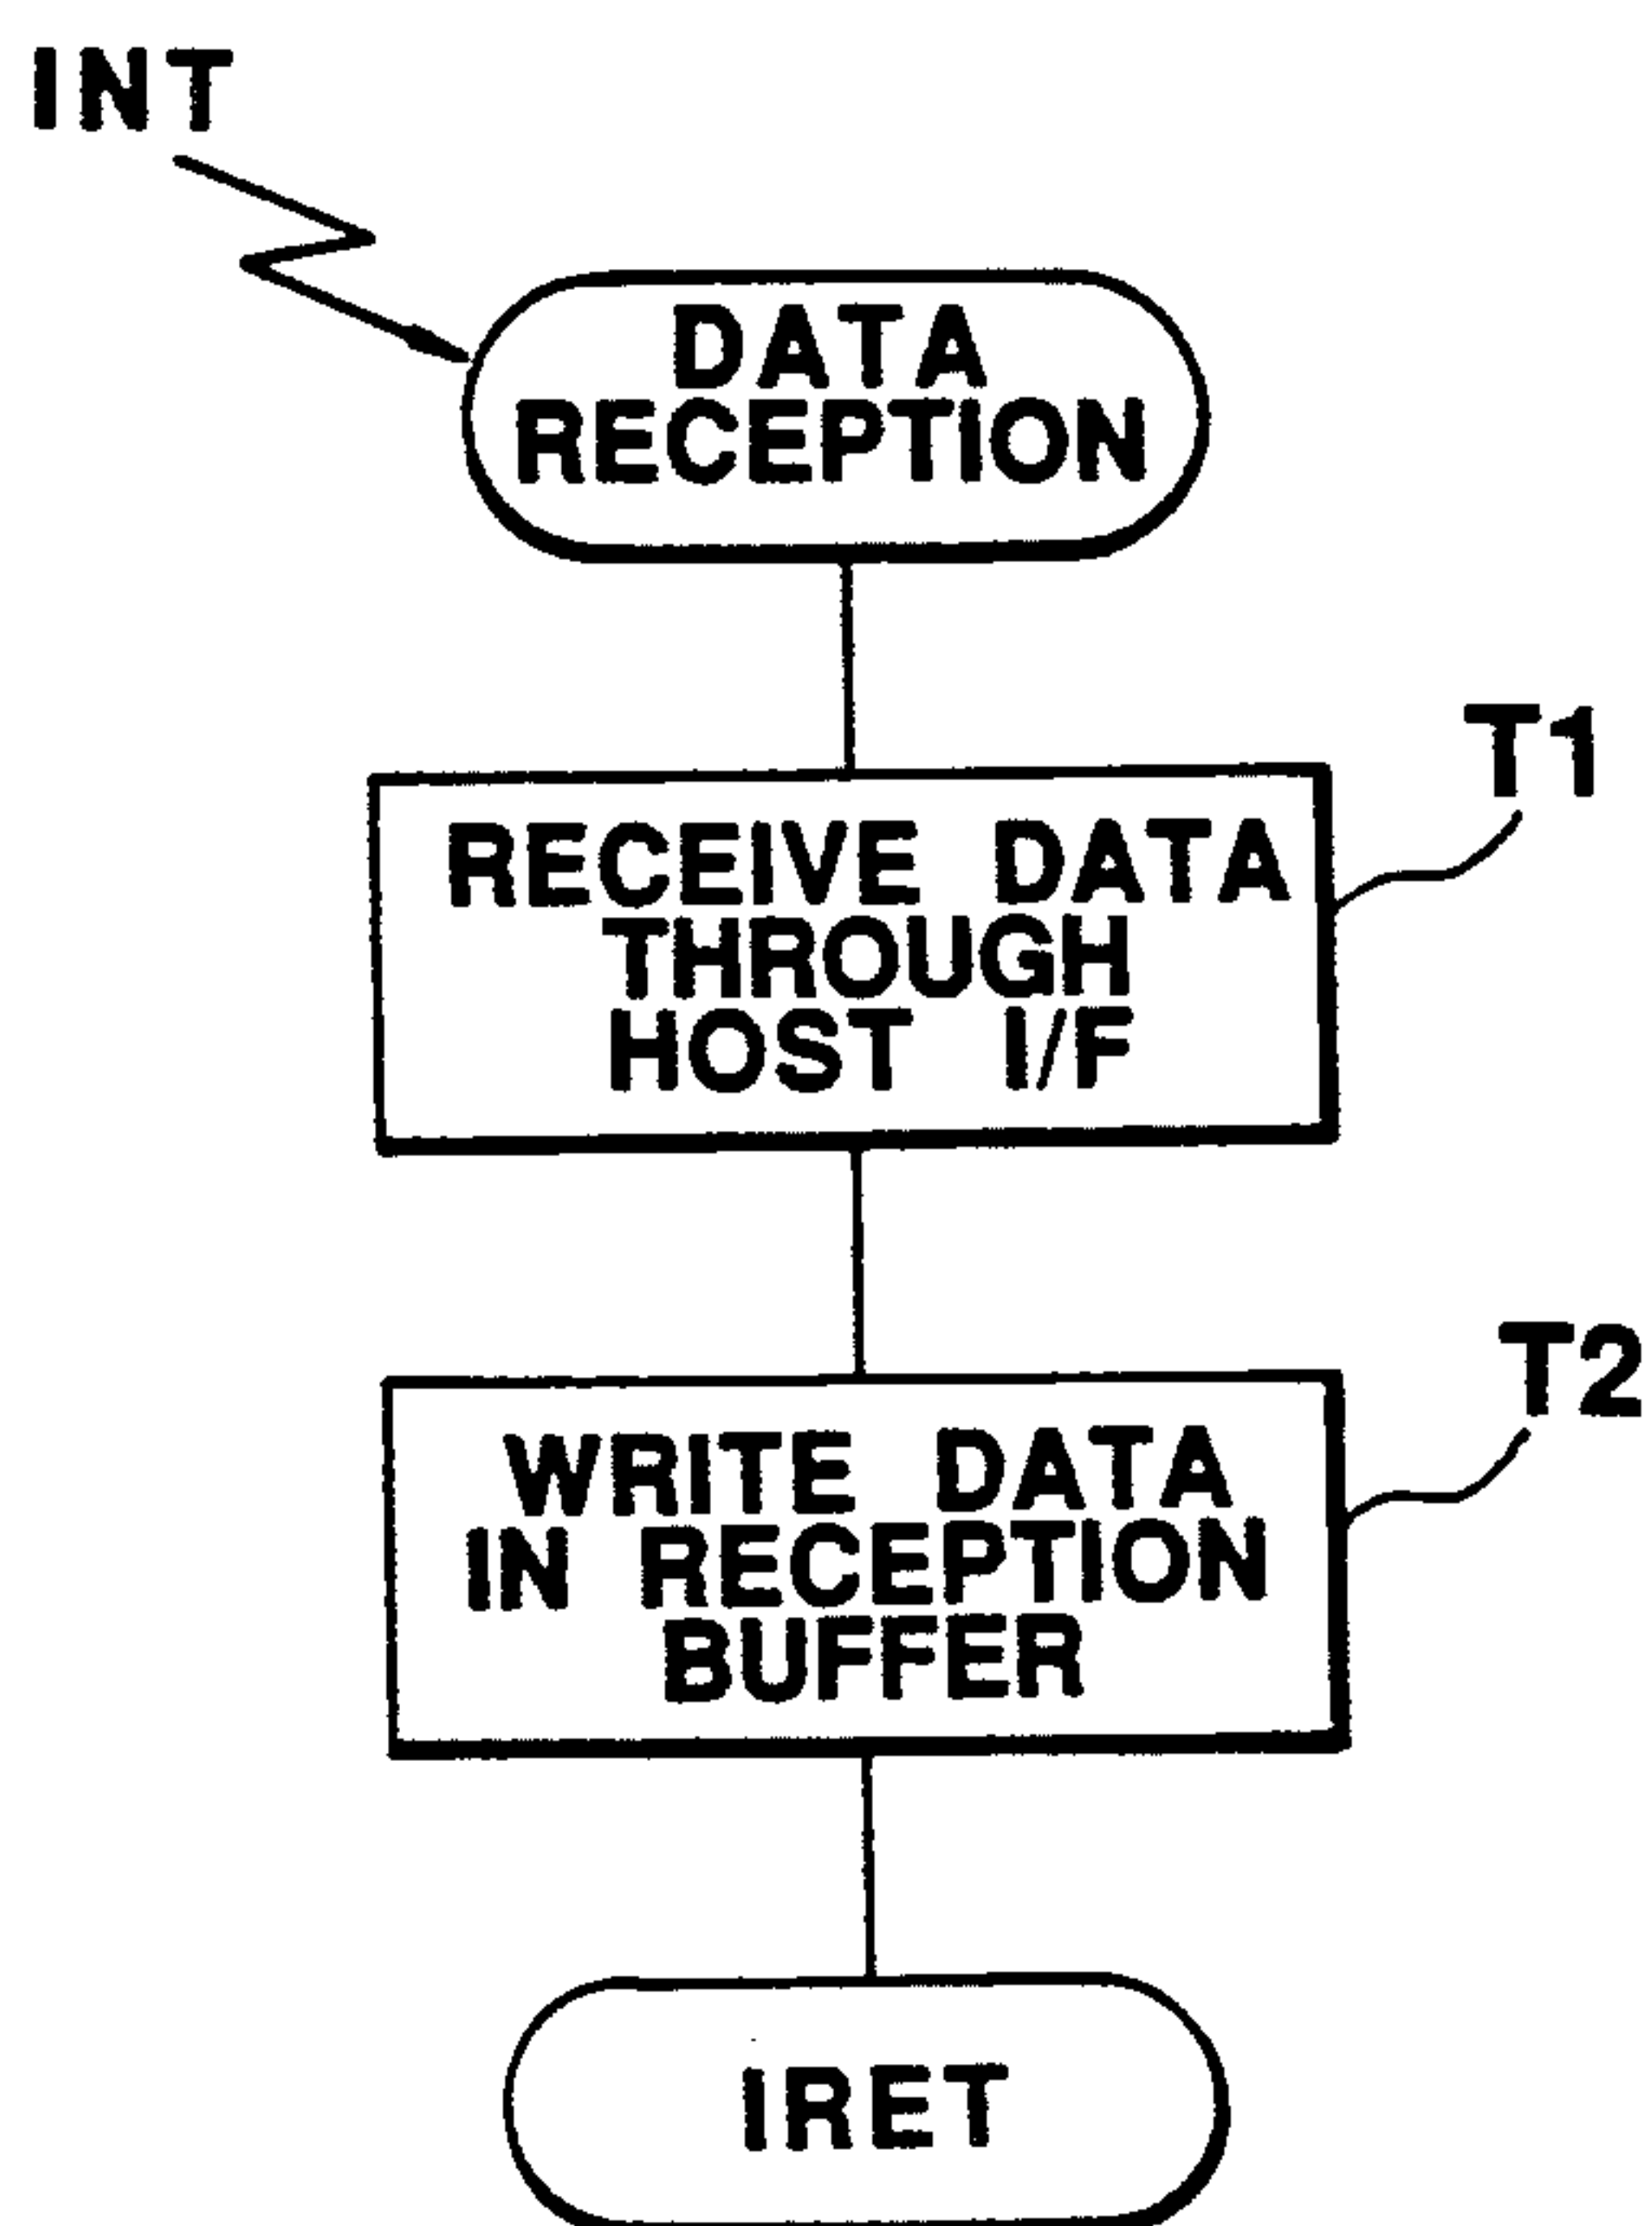 INT
DATA
RECEPTION
T1
RECEIVE DATA
THROUGH
HOST I/F
T2
WRITE DATA
IN RECEPTION
BUFFER
IRET